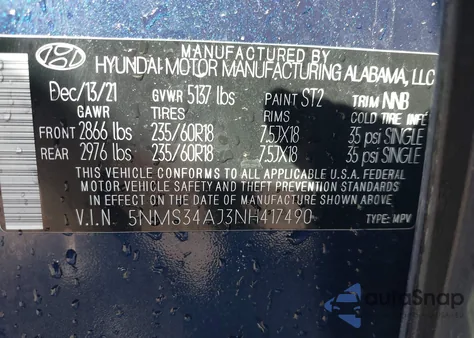 MANUFACTURED BY
HYUNDAI MOTOR MANUFACTURING ALABAMA, LLC
Dec/13/21 GVWR 5137 lbs PAINT ST2 TRIM NNB
GAWR TIRES RIMS COLD TIRE INFL
FRONT 2866 lbs 235/60R18 7.5JX18 35 psi SINGLE
REAR 2976 lbs 235/60R18 7.5JX18 35 psi SINGLE
THIS VEHICLE CONFORMS TO ALL APPLICABLE U.S. FEDERAL
MOTOR VEHICLE SAFETY AND THEFT PREVENTION STANDARDS
IN EFFECT ON THE DATE OF MANUFACTURE SHOWN ABOVE.
V.I.N. 5NMS34AJ3NH417490 TYPE: MPV
autoSnap